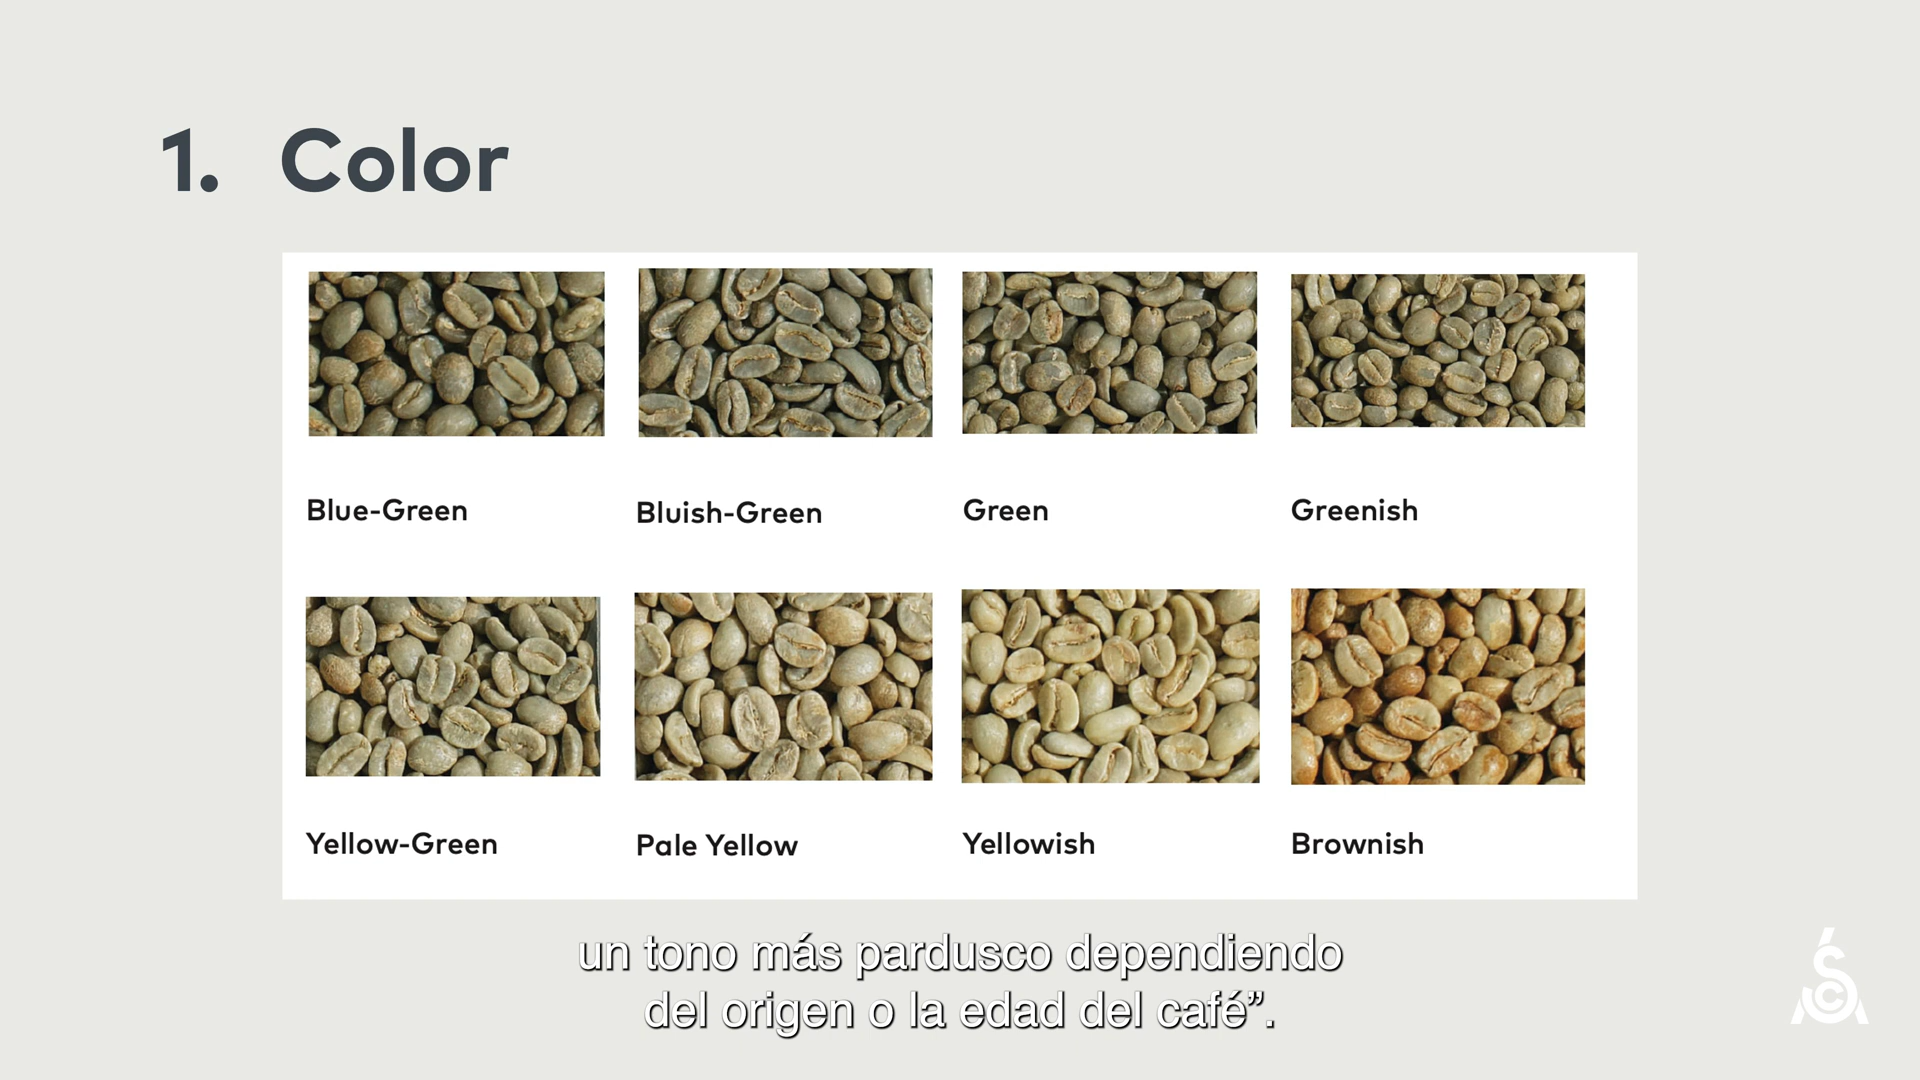 1. Color
Blue-Green
Bluish-Green
Green
Greenish
Yellow-Green
Pale Yellow
Yellowish
Brownish
un tono más pardusco dependiendo
del origen o la edad del café”.
SCA